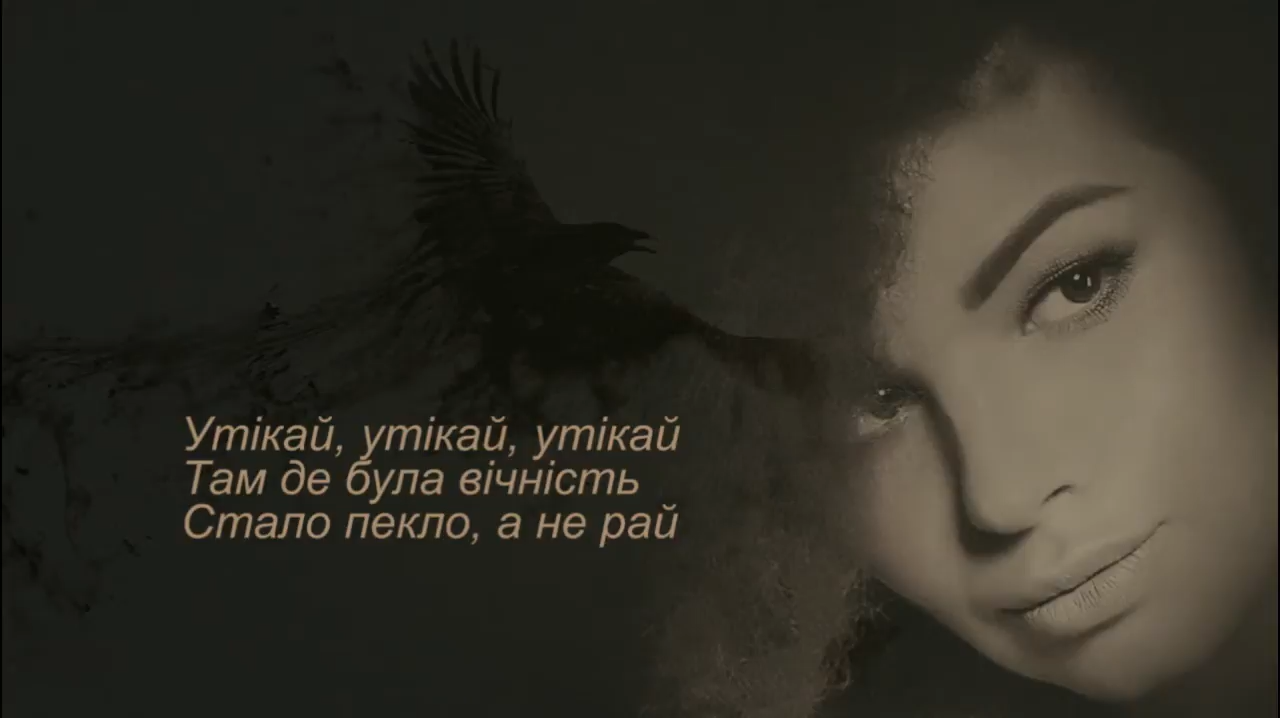 Утікай, утікай, утікай
Там де була вічність
Стало пекло, а не рай